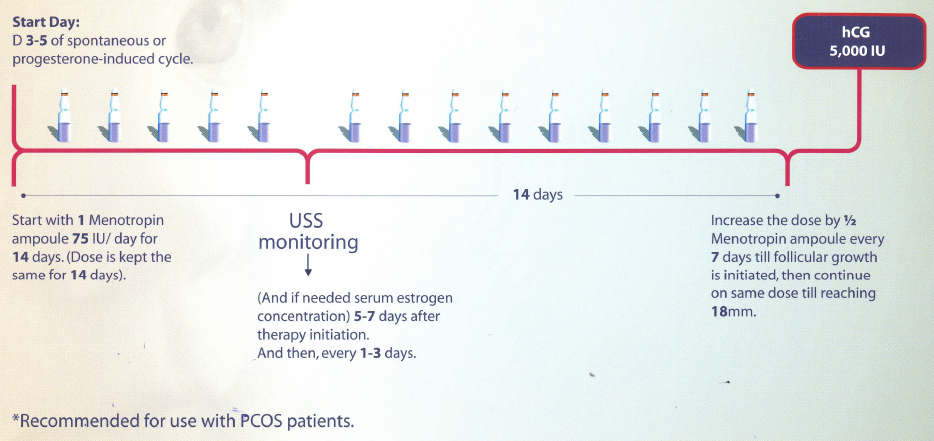 Start Day:
D 3-5 of spontaneous or
progesterone-induced cycle.
hCG
5,000 IU
14 days
Start with 1 Menotropin
ampoule 75 IU/ day for
14 days. (Dose is kept the
same for 14 days).
USS
monitoring
(And if needed serum estrogen
concentration) 5-7 days after
therapy initiation.
And then, every 1-3 days.
Increase the dose by ½
Menotropin ampoule every
7 days till follicular growth
is initiated, then continue
on same dose till reaching
18mm.
*Recommended for use with PCOS patients.